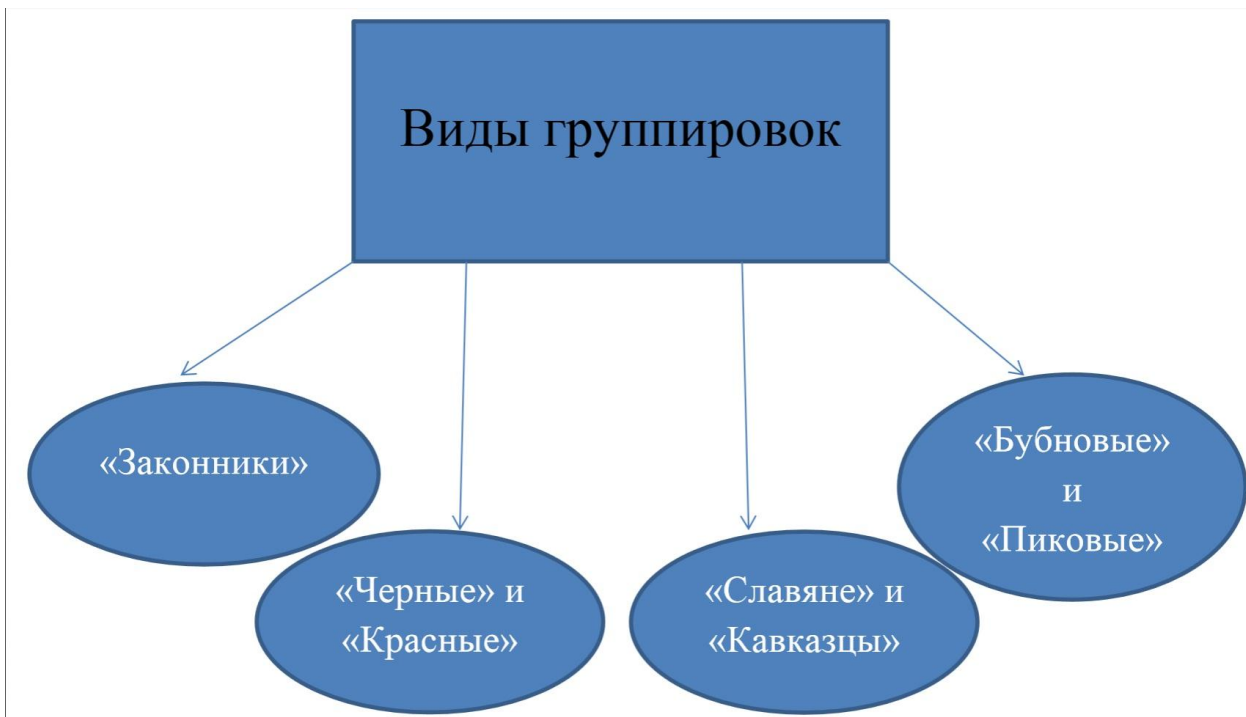 Виды группировок
«Законники»
«Черные» и
«Красные»
«Славяне» и
«Кавказцы»
«Бубновые»
и
«Пиковые»